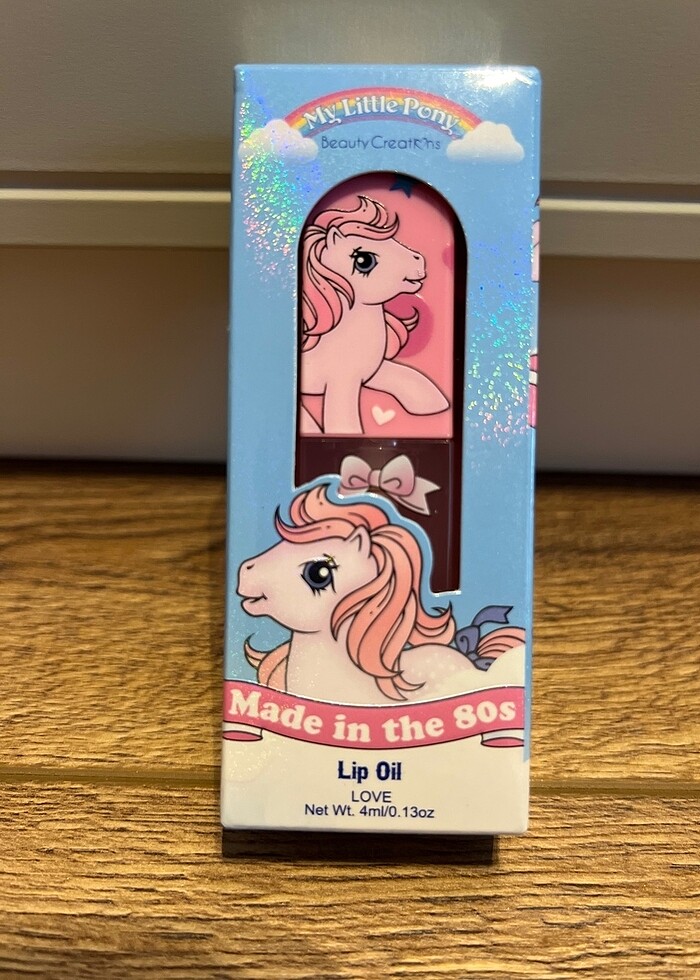 My Little Pony
Beauty Creations
Made in the 80s
Lip Oil
LOVE
Net Wt. 4ml/0.13oz